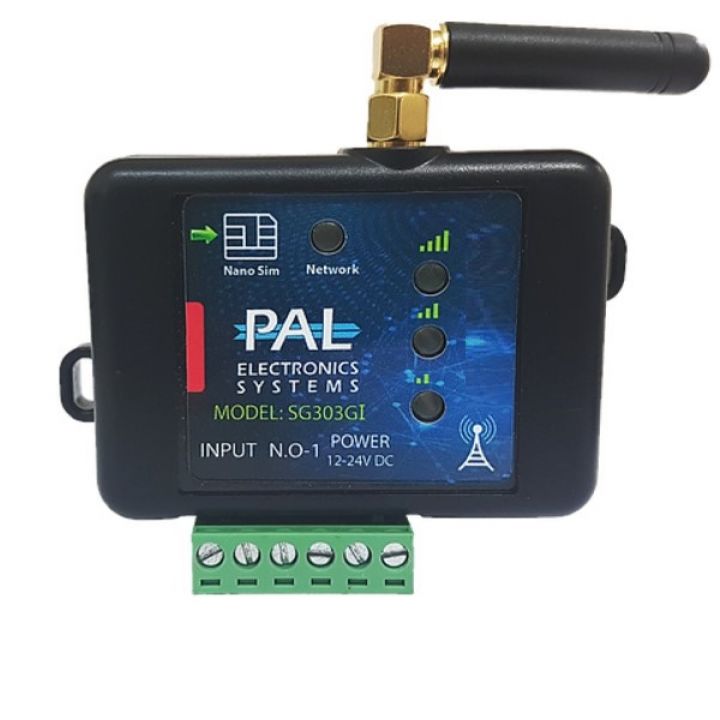 Nano Sim
Network
PAL
ELECTRONICS
SYSTEMS
MODEL: SG303GI
INPUT N.O-1 POWER
12-24V DC